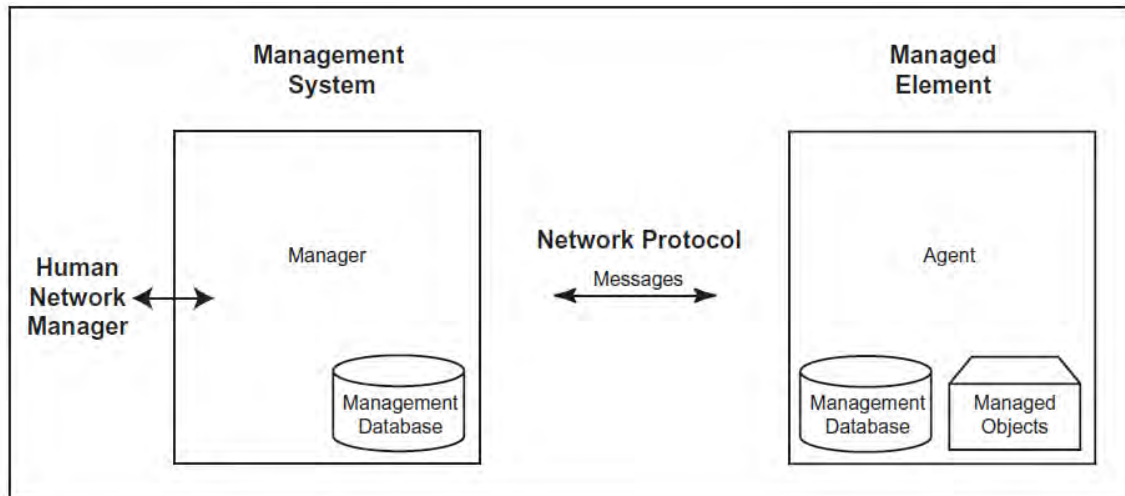 Management
System
Managed
Element
Manager
Human
Network
Manager
Network Protocol
Messages
Agent
Management
Database
Management
Database
Managed
Objects